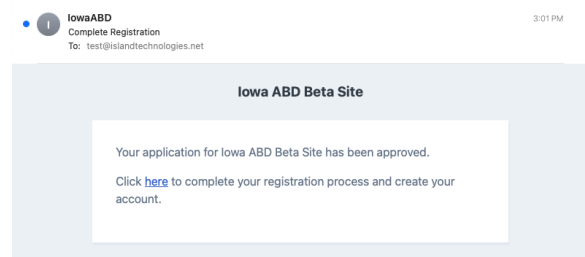 I
IowaABD
3:01 PM
Complete Registration
To: test@islandtechnologies.net
Iowa ABD Beta Site
Your application for Iowa ABD Beta Site has been approved.
Click here to complete your registration process and create your
account.